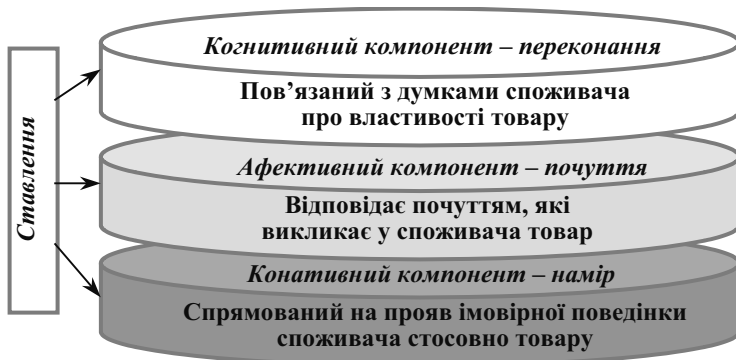 Ставлення
Когнитивний компонент – переконання
Пов’язаний з думками споживача
про властивості товару
Афективний компонент – почуття
Відповідає почуттям, які
викликає у споживача товар
Конативний компонент – намір
Спрямований на прояв імовірної поведінки
споживача стосовно товару